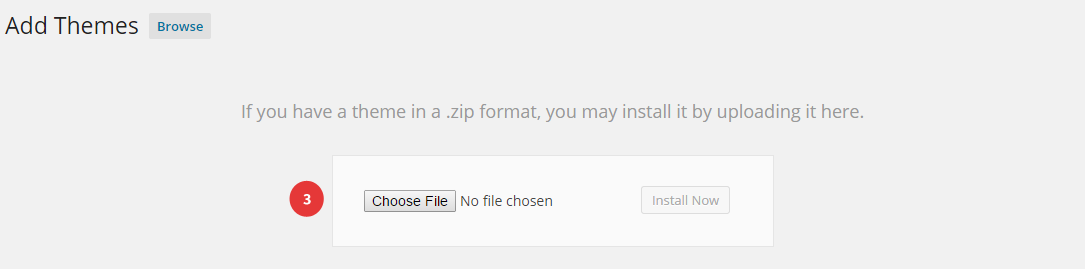 Add Themes Browse
If you have a theme in a .zip format, you may install it by uploading it here.
3 Choose File No file chosen Install Now